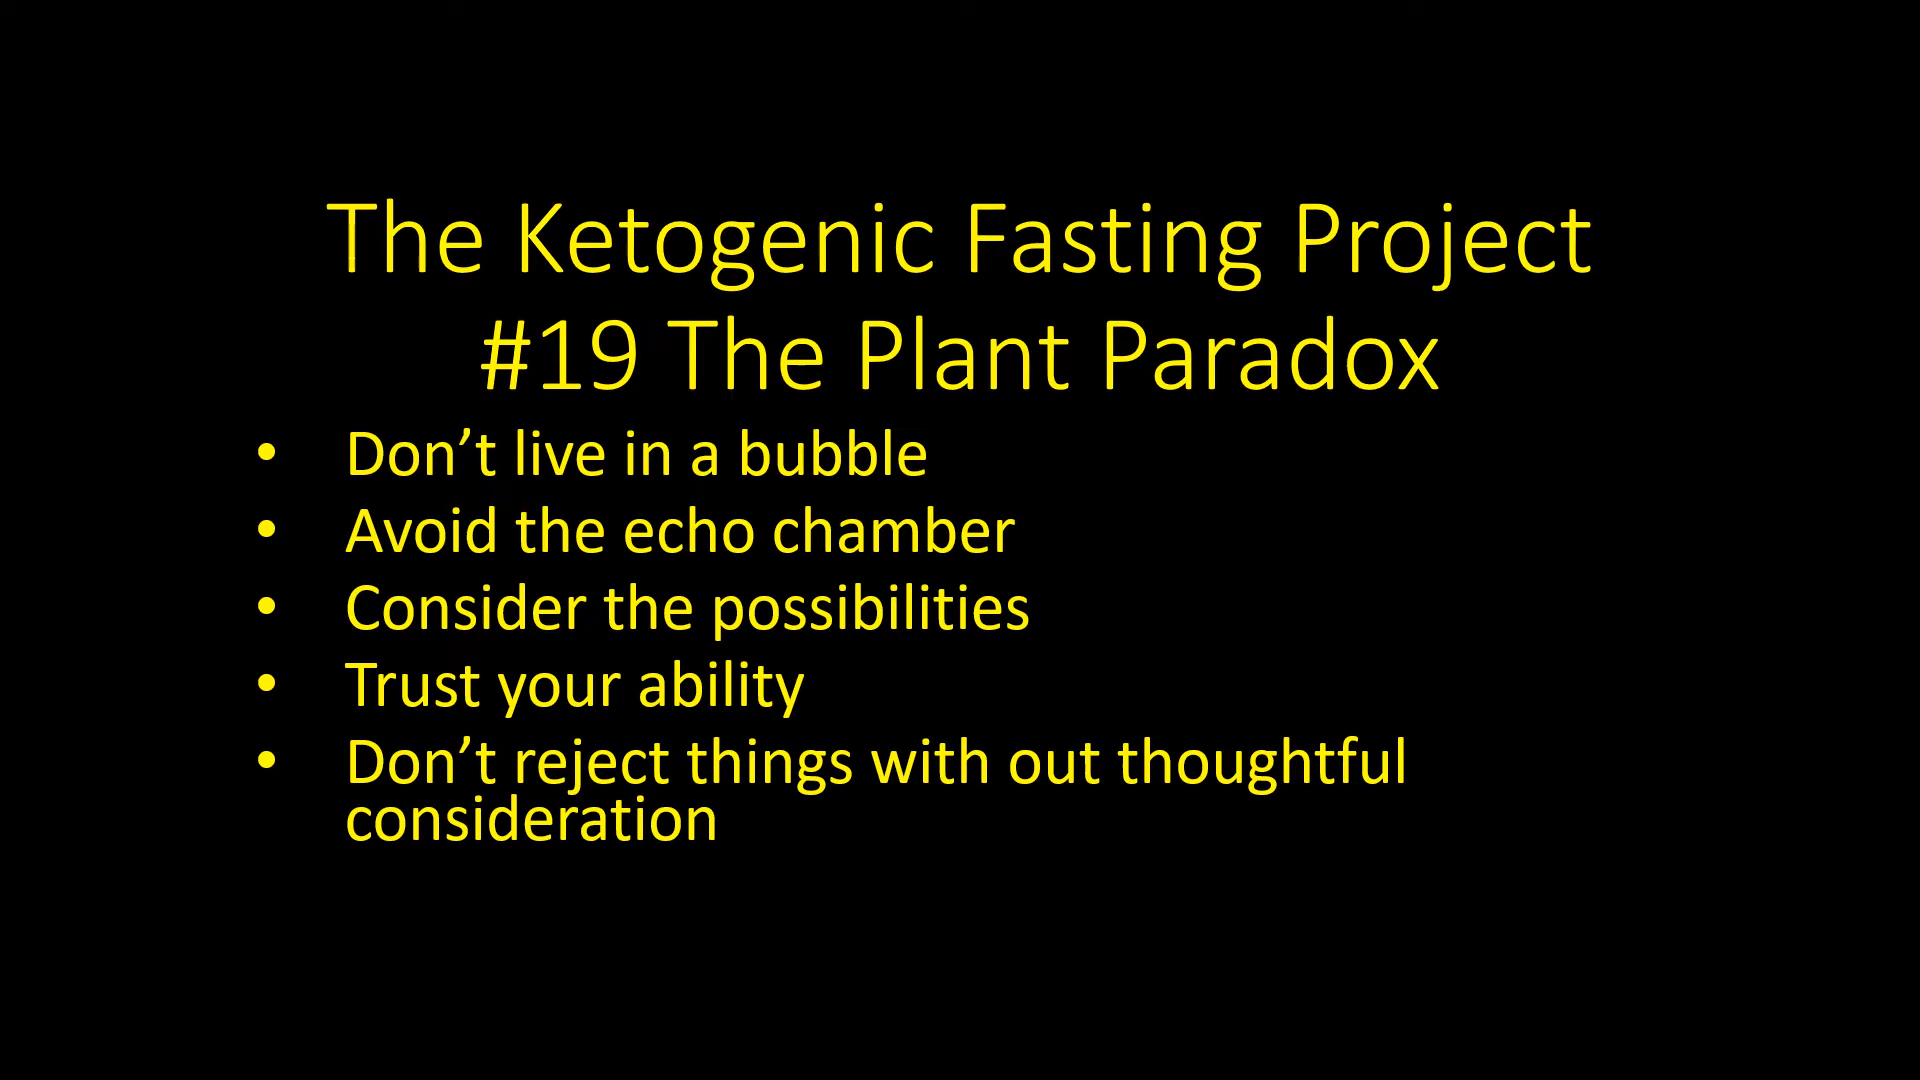 The Ketogenic Fasting Project
#19 The Plant Paradox
• Don’t live in a bubble
• Avoid the echo chamber
• Consider the possibilities
• Trust your ability
• Don’t reject things with out thoughtful
consideration